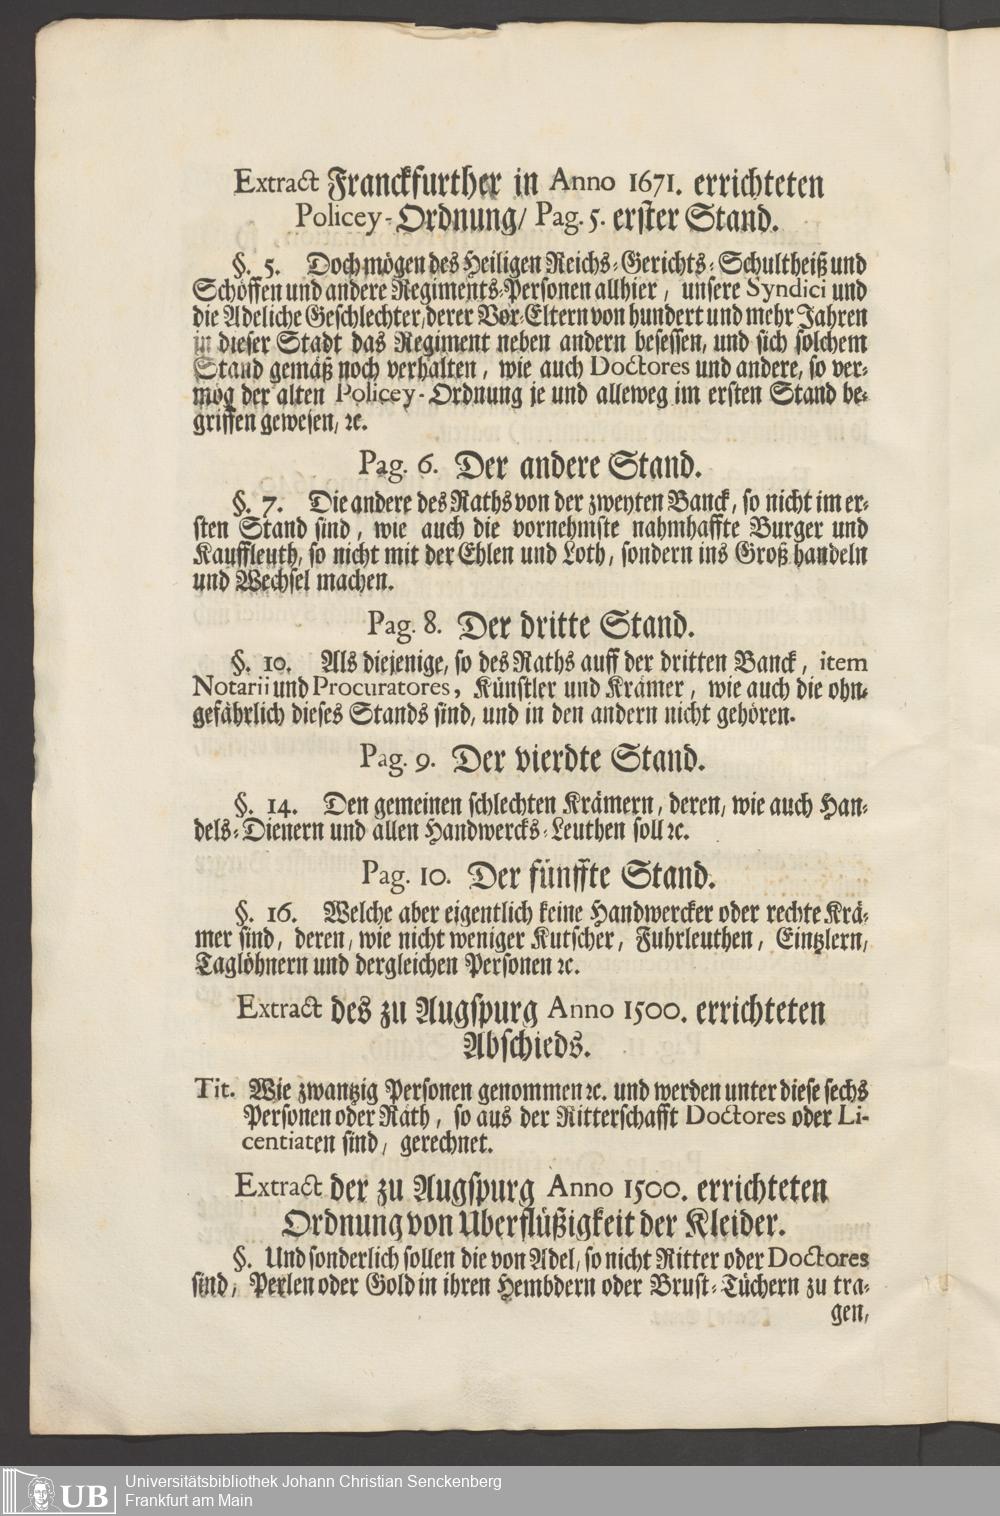 Extract Franckfurther in Anno 1671. errichteten
Policey-Ordnung/ Pag. 5. erster Stand.
§. 5. Doch mögen des Heiligen Reichs-Gerichts-Schultheiß und
Schöffen und andere Regiments-Personen allhier, unsere Syndici und
die Adeliche Geschlechter, derer Vor-Eltern von hundert und mehr Jahren
in dieser Stadt das Regiment neben andern besessen, und sich solchem
Stand gemäß noch verhalten, wie auch Doctores und andere, so ver-
mög der alten Policey-Ordnung je und alleweg im ersten Stand be-
griffen gewesen, ꝛc.
Pag. 6. Der andere Stand.
§. 7. Die andere des Raths von der zweyten Banck, so nicht im er-
sten Stand sind, wie auch die vornehmste nahmhaffte Burger und
Kauffleuth, so nicht mit der Ehlen und Loth, sondern ins Groß handeln
und Wechsel machen.
Pag. 8. Der dritte Stand.
§. 10. Als diejenige, so des Raths auff der dritten Banck, item
Notarii und Procuratores, Künstler und Krämer, wie auch die ohn-
gefährlich dieses Stands sind, und in den andern nicht gehören.
Pag. 9. Der vierdte Stand.
§. 14. Den gemeinen schlechten Krämern, deren, wie auch Han-
dels-Dienern und allen Handwercks-Leuthen soll ꝛc.
Pag. 10. Der fünffte Stand.
§. 16. Welche aber eigentlich keine Handwercker oder rechte Krä-
mer sind, deren, wie nicht weniger Kutscher, Fuhrleuthen, Eintzlern,
Taglöhnern und dergleichen Personen ꝛc.
Extract des zu Augspurg Anno 1500. errichteten
Abschieds.
Tit. Wie zwantzig Personen genommen ꝛc. und werden unter diese sechs
Personen oder Räth, so aus der Ritterschafft Doctores oder Li-
centiaten sind, gerechnet.
Extract der zu Augspurg Anno 1500. errichteten
Ordnung von Uberflüßigkeit der Kleider.
§. Und sonderlich sollen die von Adel, so nicht Ritter oder Doctores
sind, Perlen oder Gold in ihren Hembdern oder Brust-Tüchern zu tra-
gen,
UB
Universitätsbibliothek Johann Christian Senckenberg
Frankfurt am Main